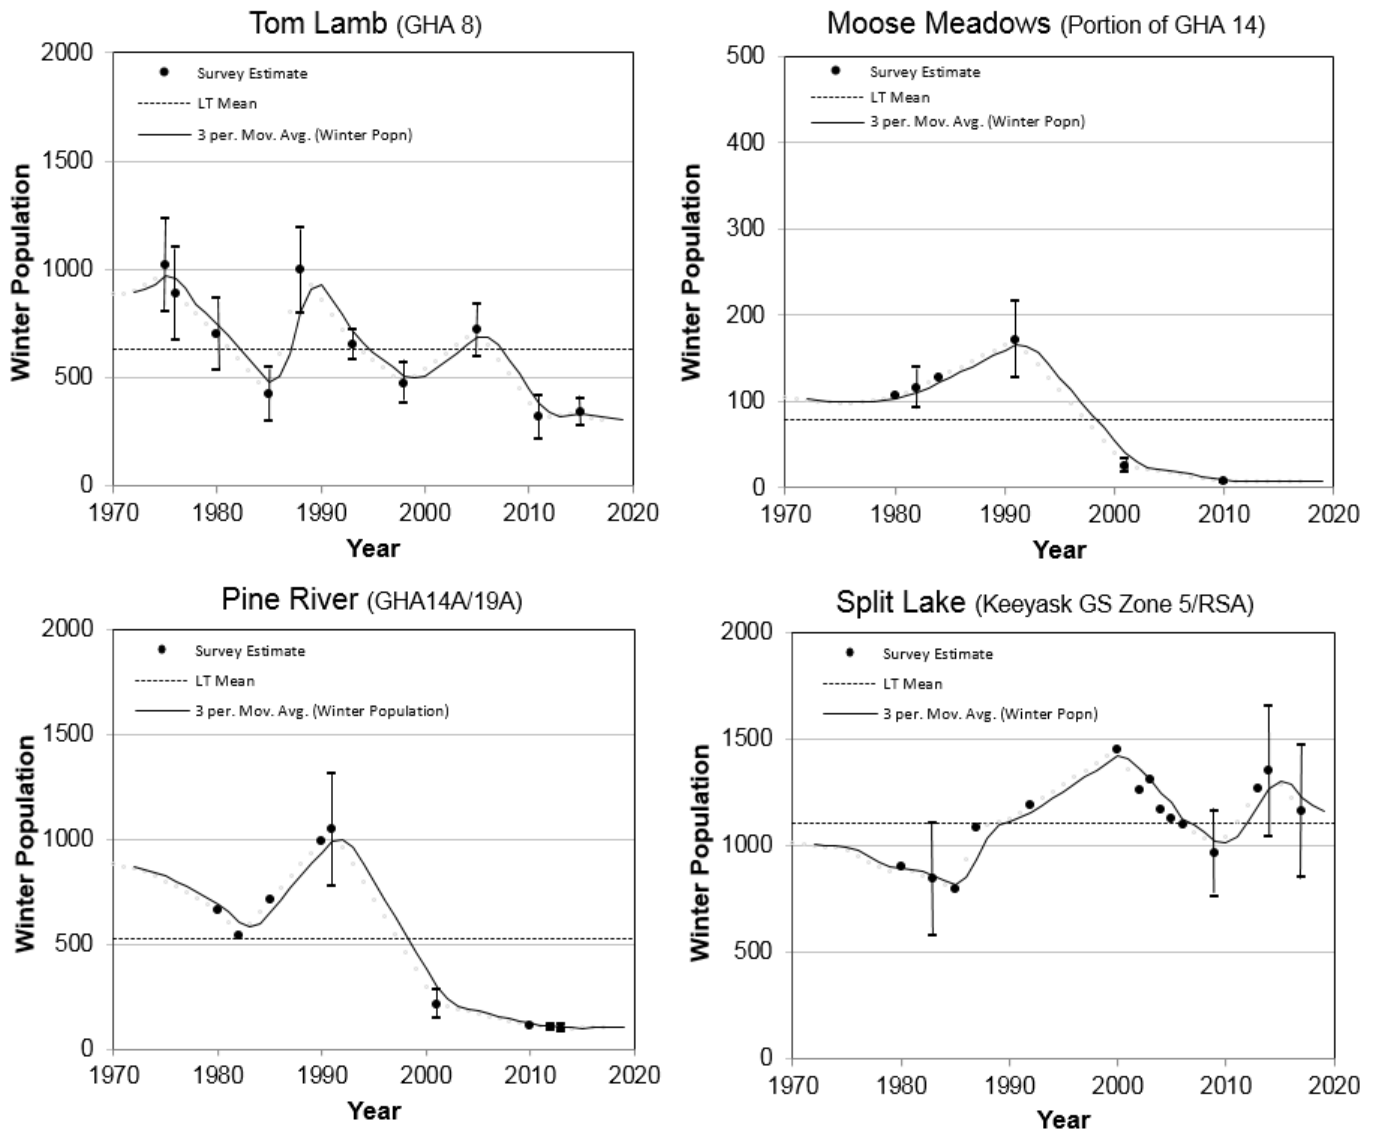 Tom Lamb (GHA 8)
2000
1500
1000
500
0
Survey Estimate
LT Mean
3 per. Mov. Avg. (Winter Popn)
Winter Population
1970 1980 1990 2000 2010 2020
Year
Moose Meadows (Portion of GHA 14)
500
400
300
200
100
0
Survey Estimate
LT Mean
3 per. Mov. Avg. (Winter Popn)
Winter Population
1970 1980 1990 2000 2010 2020
Year
Pine River (GHA14A/19A)
2000
1500
1000
500
0
Survey Estimate
LT Mean
3 per. Mov. Avg. (Winter Population)
Winter Population
1970 1980 1990 2000 2010 2020
Year
Split Lake (Keeyask GS Zone 5/RSA)
2000
1500
1000
500
0
Survey Estimate
LT Mean
3 per. Mov. Avg. (Winter Popn)
Winter Population
1970 1980 1990 2000 2010 2020
Year